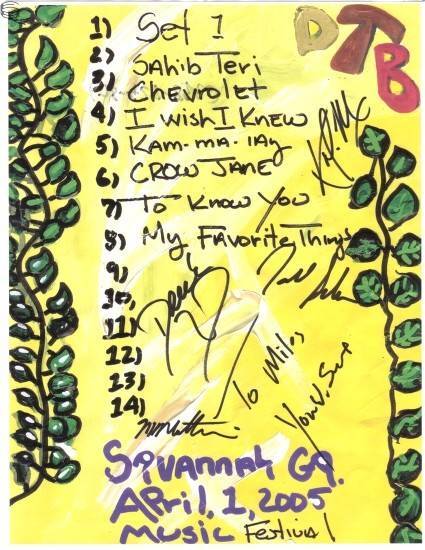 DTB
1) Set 1
2) Sahib Teri
3) Chevrolet
4) I wish I Knew
5) Kam-ma-lay
6) Crow Jane
7) To Know You
8) My Favorite Things
9)
10)
11)
12)
13)
14)
To Miles
Savannah Ga.
April, 1, 2005
Music Festival